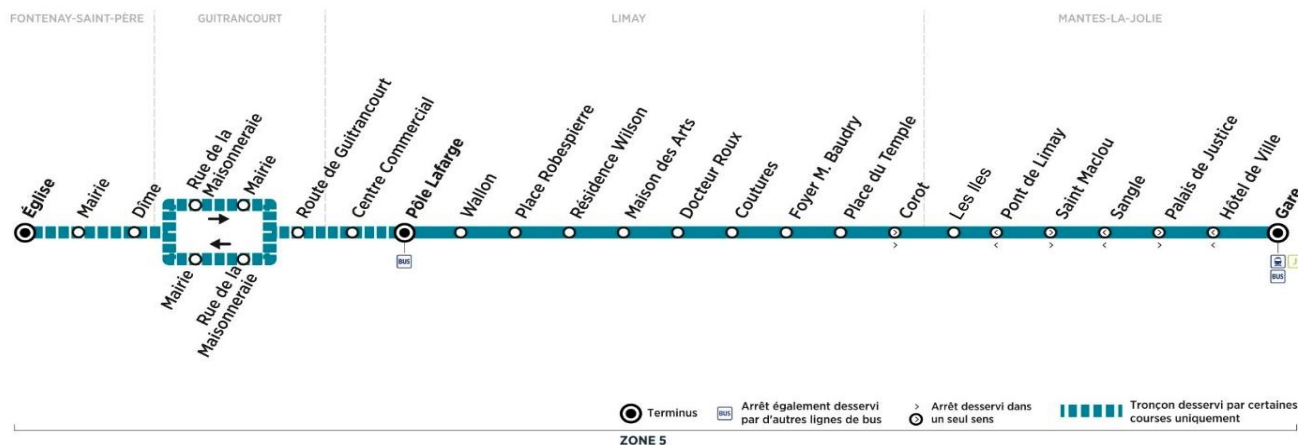 FONTENAY-SAINT-PÈRE
GUITRANCOURT
LIMAY
MANTES-LA-JOLIE
Église
Mairie
Dîme
Rue de la
Maisonneraie
Mairie
Mairie
Rue de la
Maisonneraie
Route de Guitrancourt
Centre Commercial
Pôle Lafarge
BUS
Wallon
Place Robespierre
Résidence Wilson
Maison des Arts
Docteur Roux
Coutures
Foyer M. Baudry
Place du Temple
Corot
Les Iles
Pont de Limay
Saint Maclou
Sangle
Palais de Justice
Hôtel de Ville
Gare
J
BUS
Terminus
BUS
Arrêt également desservi
par d'autres lignes de bus
Arrêt desservi dans
un seul sens
Tronçon desservi par certaines
courses uniquement
ZONE 5